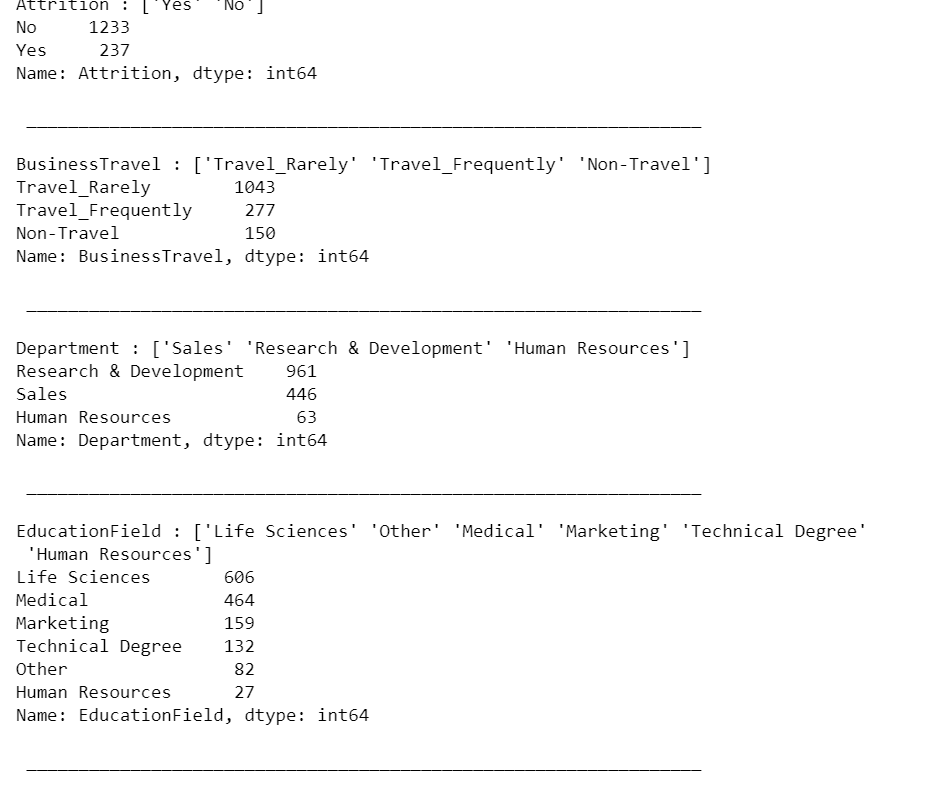 Attrition : ['Yes' 'No']
No     1233
Yes     237
Name: Attrition, dtype: int64
_________________________________________________________________
BusinessTravel : ['Travel_Rarely' 'Travel_Frequently' 'Non-Travel']
Travel_Rarely        1043
Travel_Frequently     277
Non-Travel            150
Name: BusinessTravel, dtype: int64
_________________________________________________________________
Department : ['Sales' 'Research & Development' 'Human Resources']
Research & Development    961
Sales                     446
Human Resources            63
Name: Department, dtype: int64
_________________________________________________________________
EducationField : ['Life Sciences' 'Other' 'Medical' 'Marketing' 'Technical Degree'
 'Human Resources']
Life Sciences       606
Medical             464
Marketing           159
Technical Degree    132
Other                82
Human Resources      27
Name: EducationField, dtype: int64
_________________________________________________________________